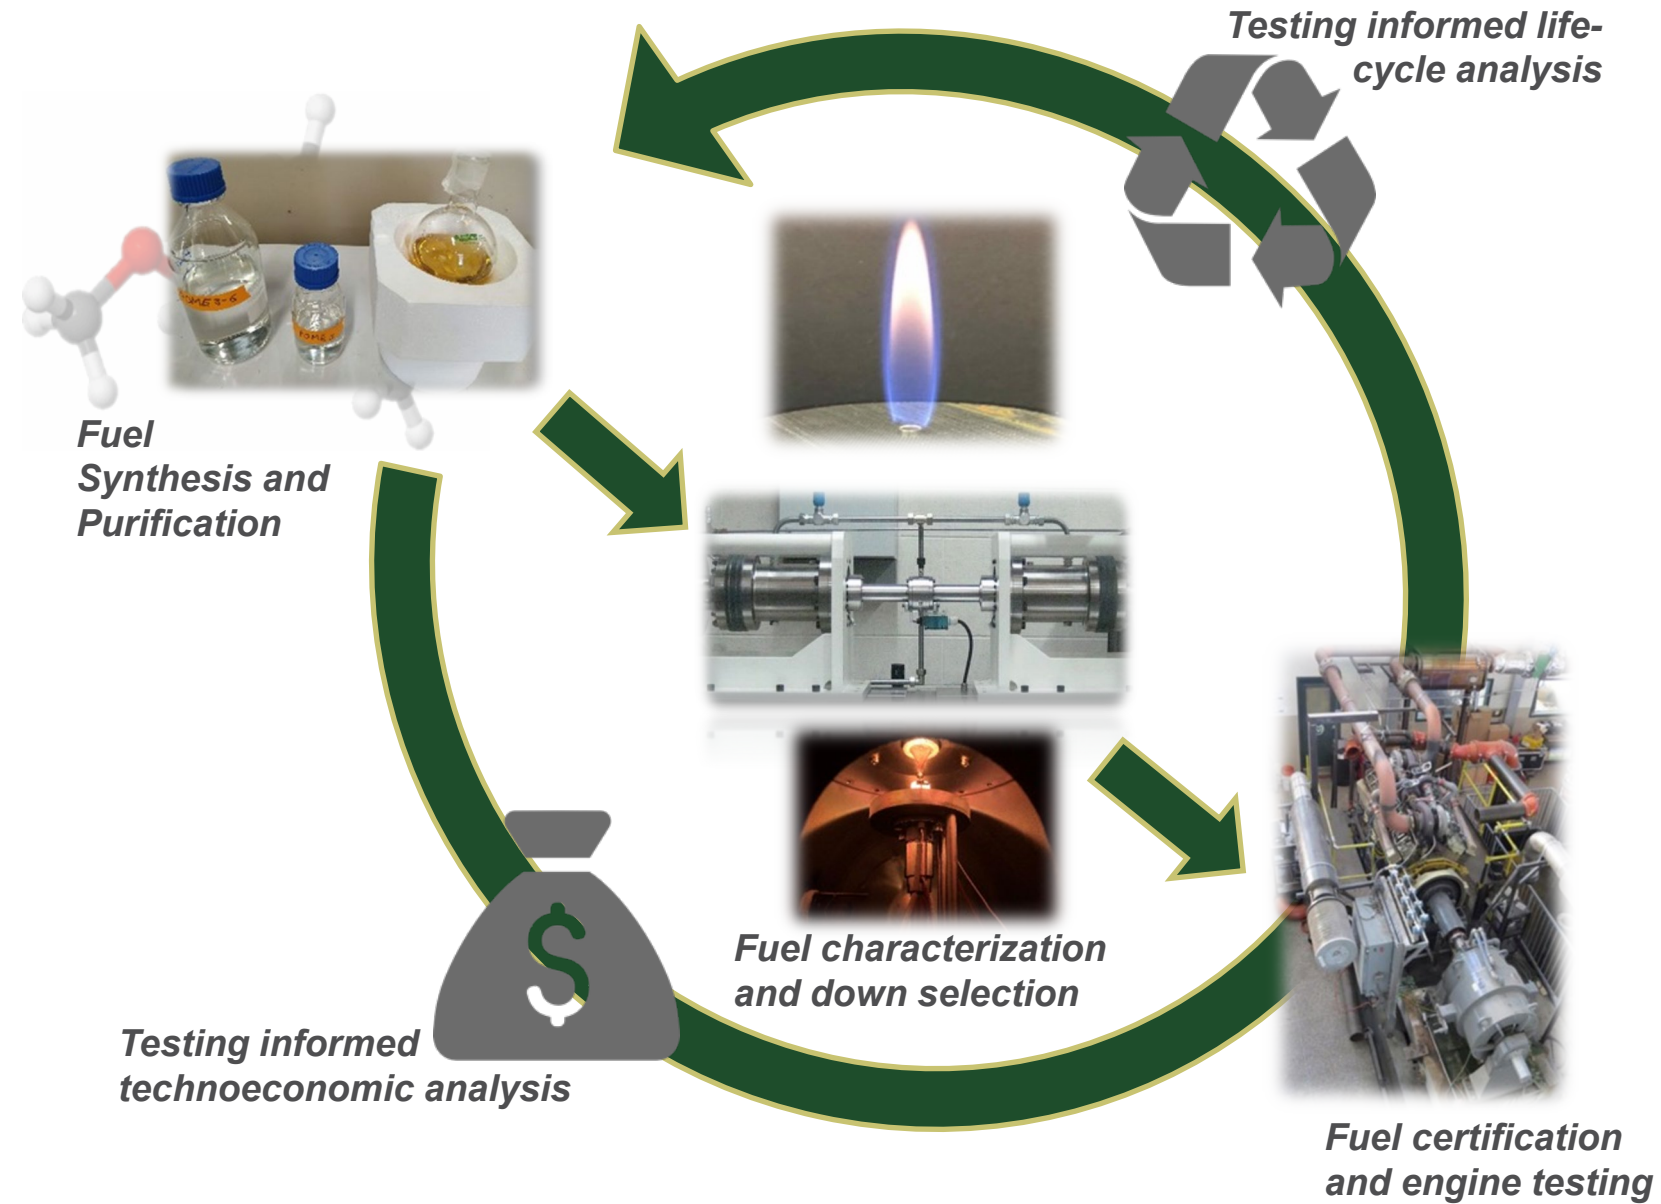 Testing informed life-
cycle analysis
Fuel
Synthesis and
Purification
$
Fuel characterization
and down selection
Testing informed
technoeconomic analysis
Fuel certification
and engine testing